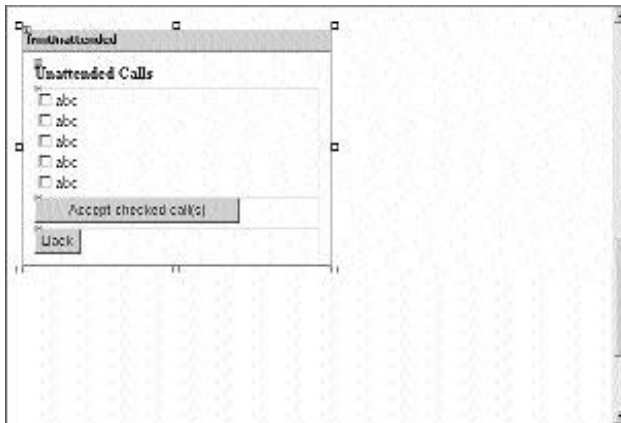 frmUnattended
Unattended Calls
abc
abc
abc
abc
abc
Accept checked call(s)
Back